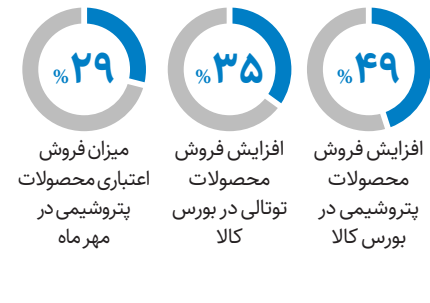 ۴۹%
افزایش فروش
محصولات
پتروشیمی در
بورس کالا
۳۵%
افزایش فروش
محصولات
توتالی در بورس
کالا
۲۹%
میزان فروش
اعتباری محصولات
پتروشیمی در
مهر ماه